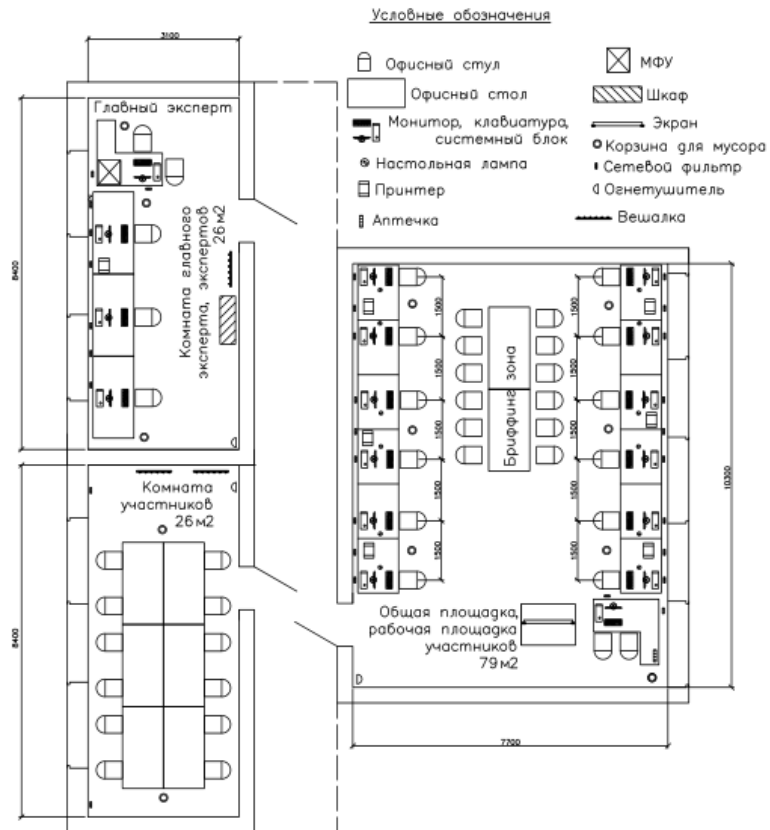 Условные обозначения
Офисный стул
Офисный стол
Монитор, клавиатура,
системный блок
Настольная лампа
Принтер
Аптечка
МФУ
Шкаф
Экран
Корзина для мусора
Сетевой фильтр
Огнетушитель
Вешалка
3100
Главный эксперт
8400
Комната главного
эксперта, экспертов
26 м2
Комната
участников
26 м2
8400
1500
1500
1500
1500
1500
Бриффинг зона
1500
1500
1500
1500
1500
10300
Общая площадка,
рабочая площадка
участников
79 м2
7700